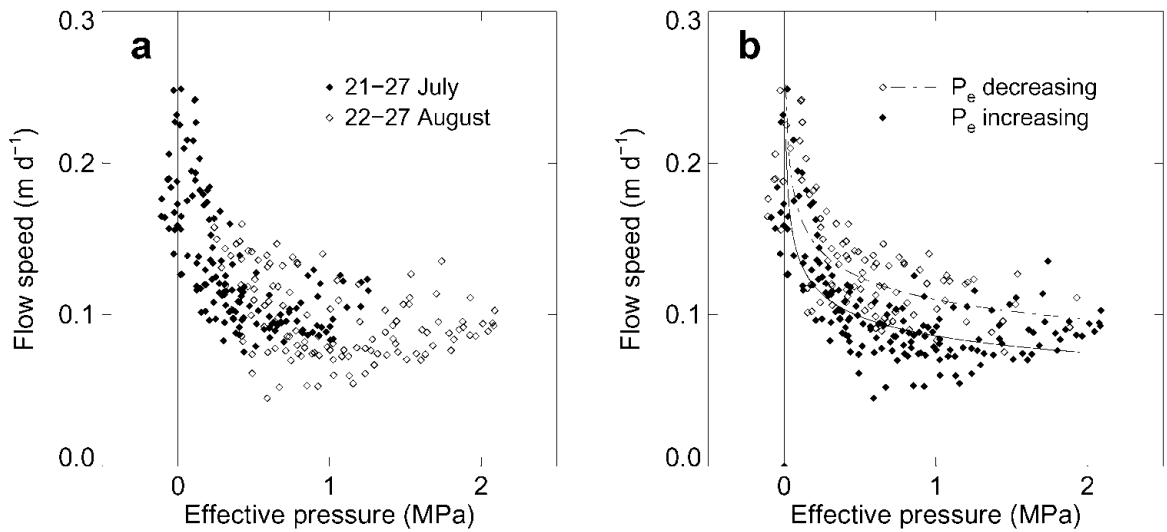 a
0.3
0.2
0.1
0.0
Flow speed (m d⁻¹)
◆ 21−27 July
◇ 22−27 August
0 1 2
Effective pressure (MPa)
b
0.3
0.2
0.1
0.0
Flow speed (m d⁻¹)
Pₑ decreasing
Pₑ increasing
0 1 2
Effective pressure (MPa)